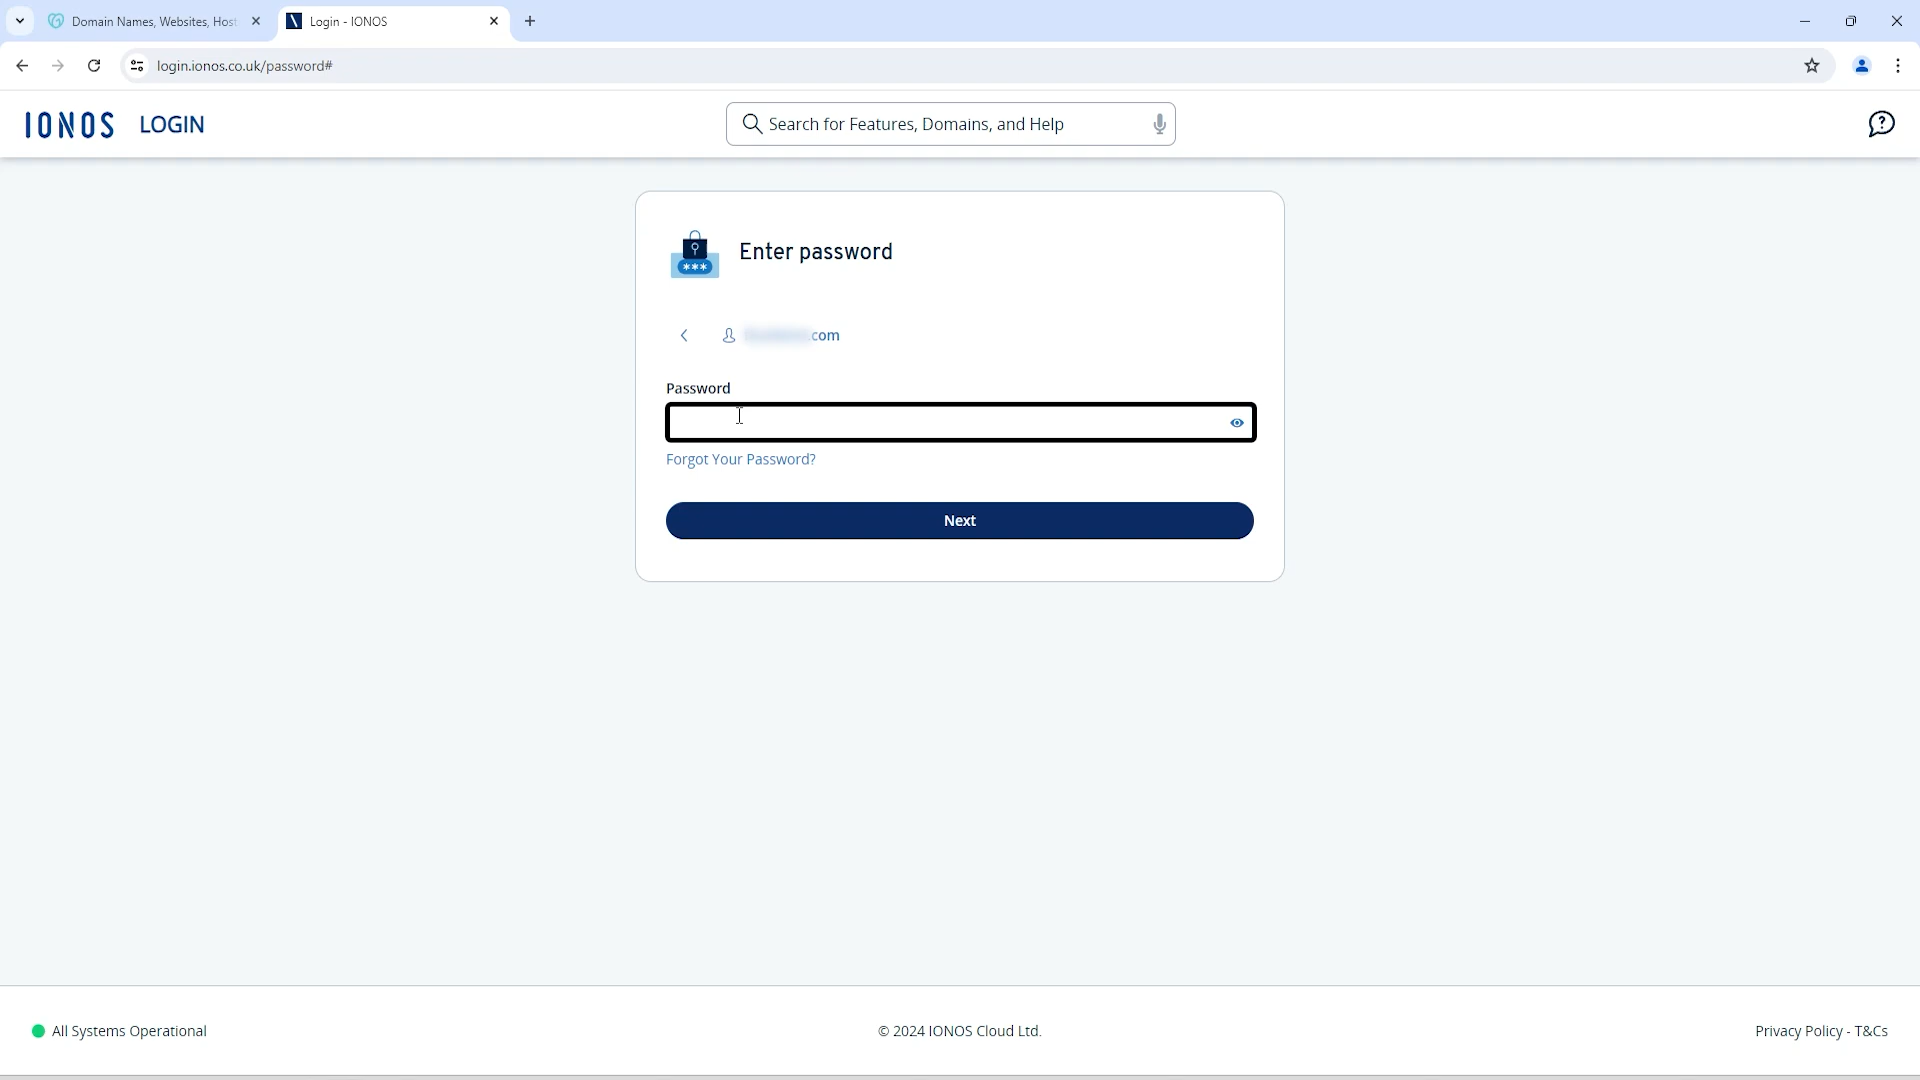 Domain Names, Websites, Host
Login - IONOS
login.ionos.co.uk/password#
IONOS LOGIN
Search for Features, Domains, and Help
Enter password
com
Password
Forgot Your Password?
Next
All Systems Operational
© 2024 IONOS Cloud Ltd.
Privacy Policy - T&Cs